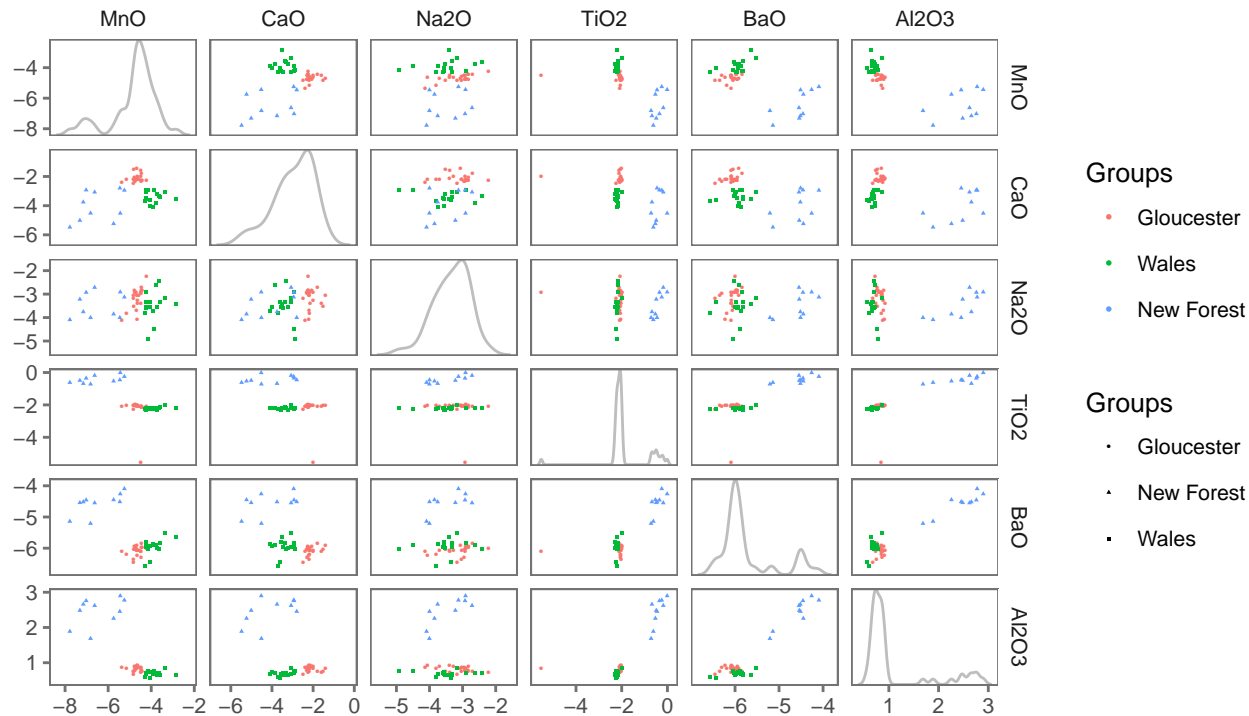 MnO CaO Na2O TiO2 BaO Al2O3
−4
−6
−8
MnO
−2
−4
−6
CaO
−2
−3
−4
−5
Na2O
0
−2
−4
TiO2
−4
−5
−6
BaO
3
2
1
Al2O3
−8 −6 −4 −2 −6 −4 −2 0 −5 −4 −3 −2 −4 −2 0 −6 −5 −4 1 2 3
Groups
Gloucester
Wales
New Forest
Groups
Gloucester
New Forest
Wales